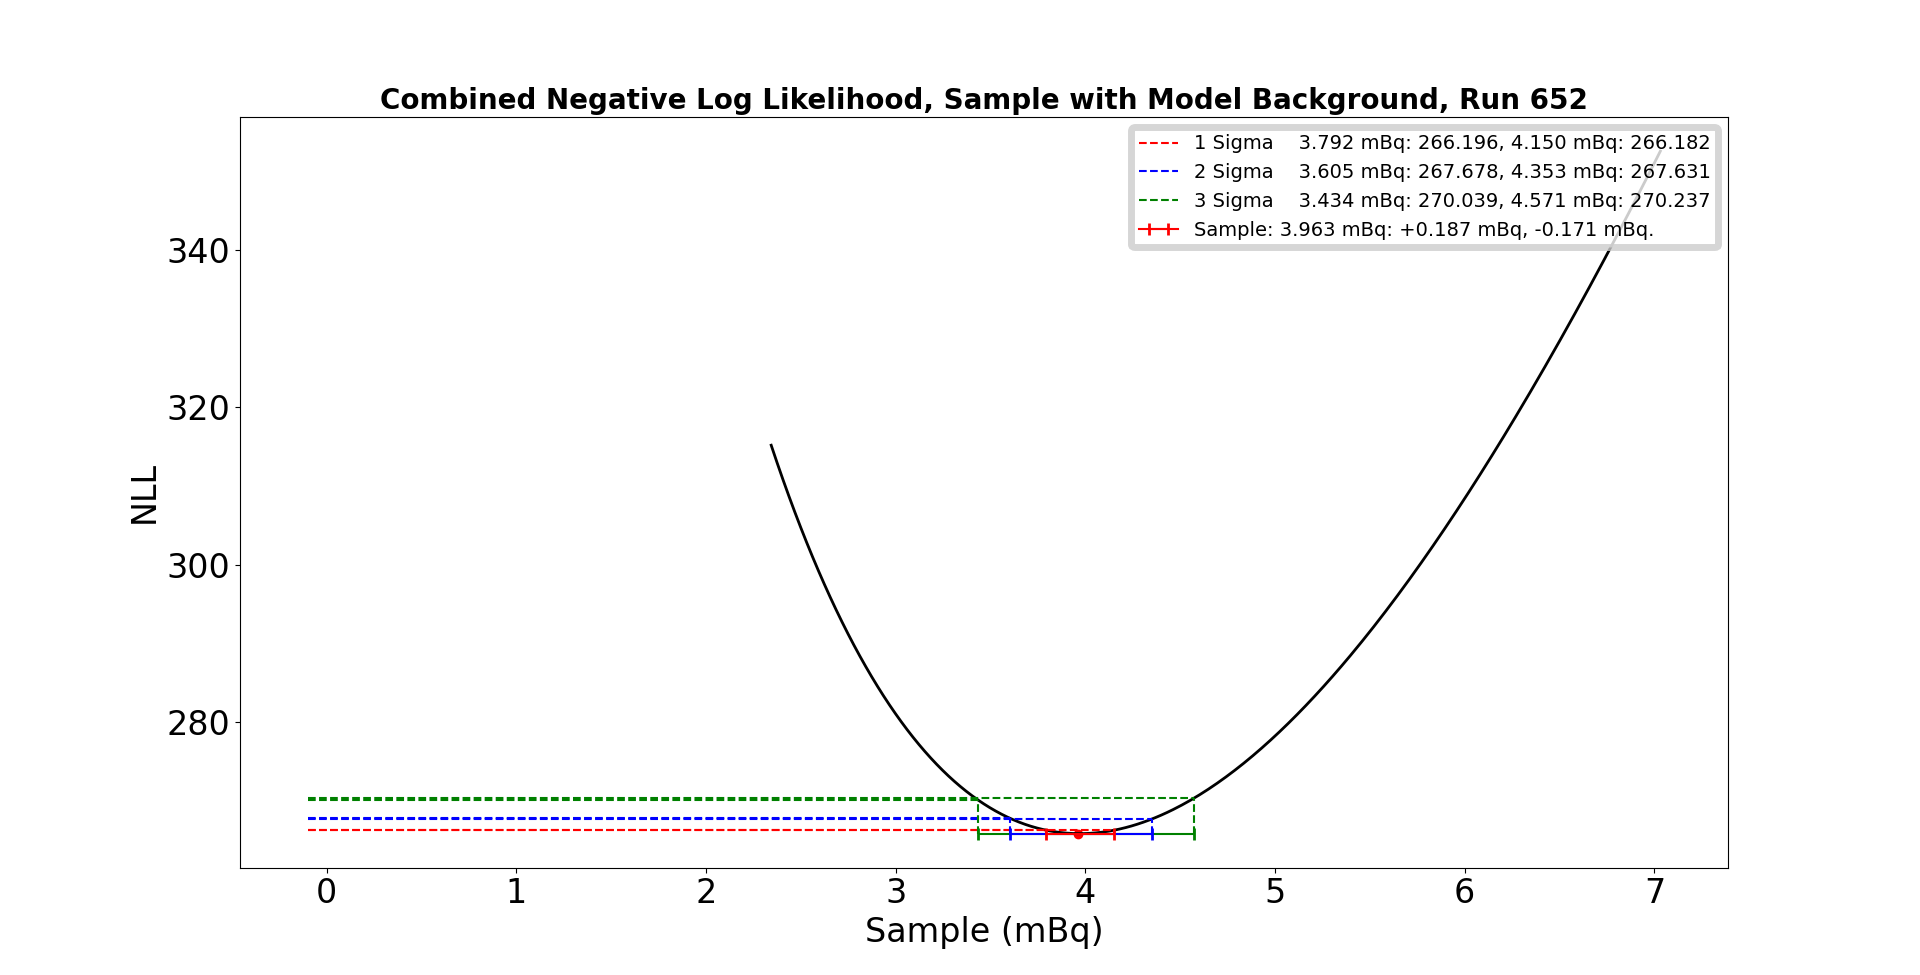 Combined Negative Log Likelihood, Sample with Model Background, Run 652
1 Sigma    3.792 mBq: 266.196, 4.150 mBq: 266.182
2 Sigma    3.605 mBq: 267.678, 4.353 mBq: 267.631
3 Sigma    3.434 mBq: 270.039, 4.571 mBq: 270.237
Sample: 3.963 mBq: +0.187 mBq, -0.171 mBq.
340
320
300
280
NLL
0 1 2 3 4 5 6 7
Sample (mBq)